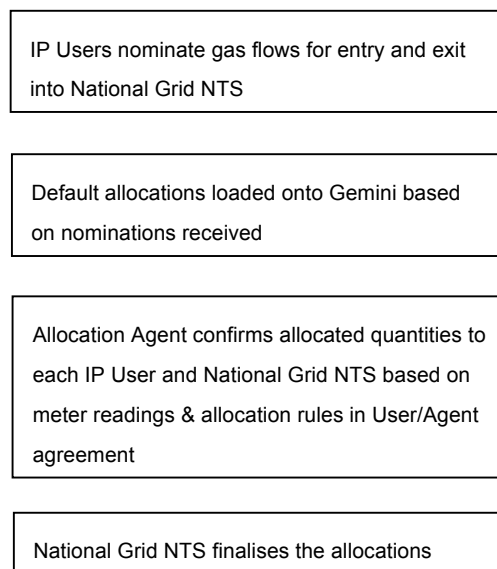 IP Users nominate gas flows for entry and exit
into National Grid NTS
Default allocations loaded onto Gemini based
on nominations received
Allocation Agent confirms allocated quantities to
each IP User and National Grid NTS based on
meter readings & allocation rules in User/Agent
agreement
National Grid NTS finalises the allocations